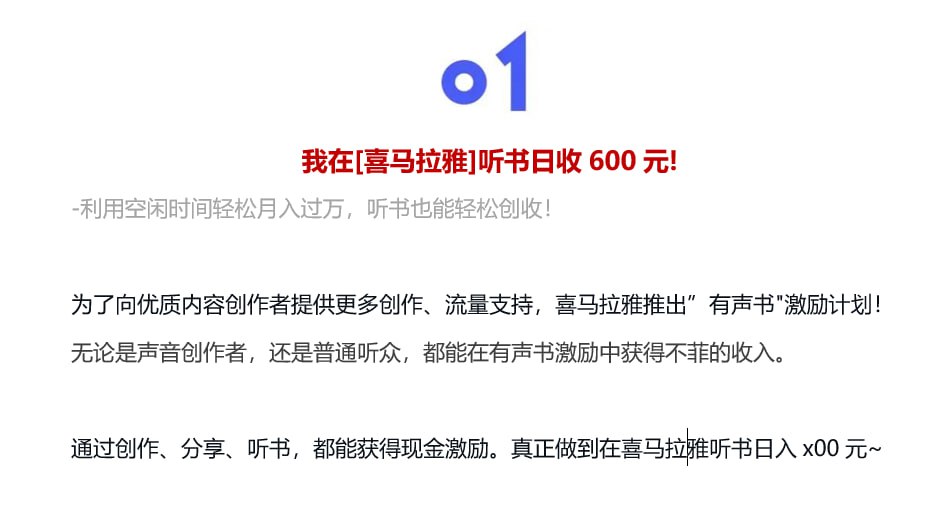 01
我在[喜马拉雅]听书日收 600 元!
-利用空闲时间轻松月入过万，听书也能轻松创收！
为了向优质内容创作者提供更多创作、流量支持，喜马拉雅推出”有声书"激励计划！
无论是声音创作者，还是普通听众，都能在有声书激励中获得不菲的收入。
通过创作、分享、听书，都能获得现金激励。真正做到在喜马拉雅听书日入 x00 元~